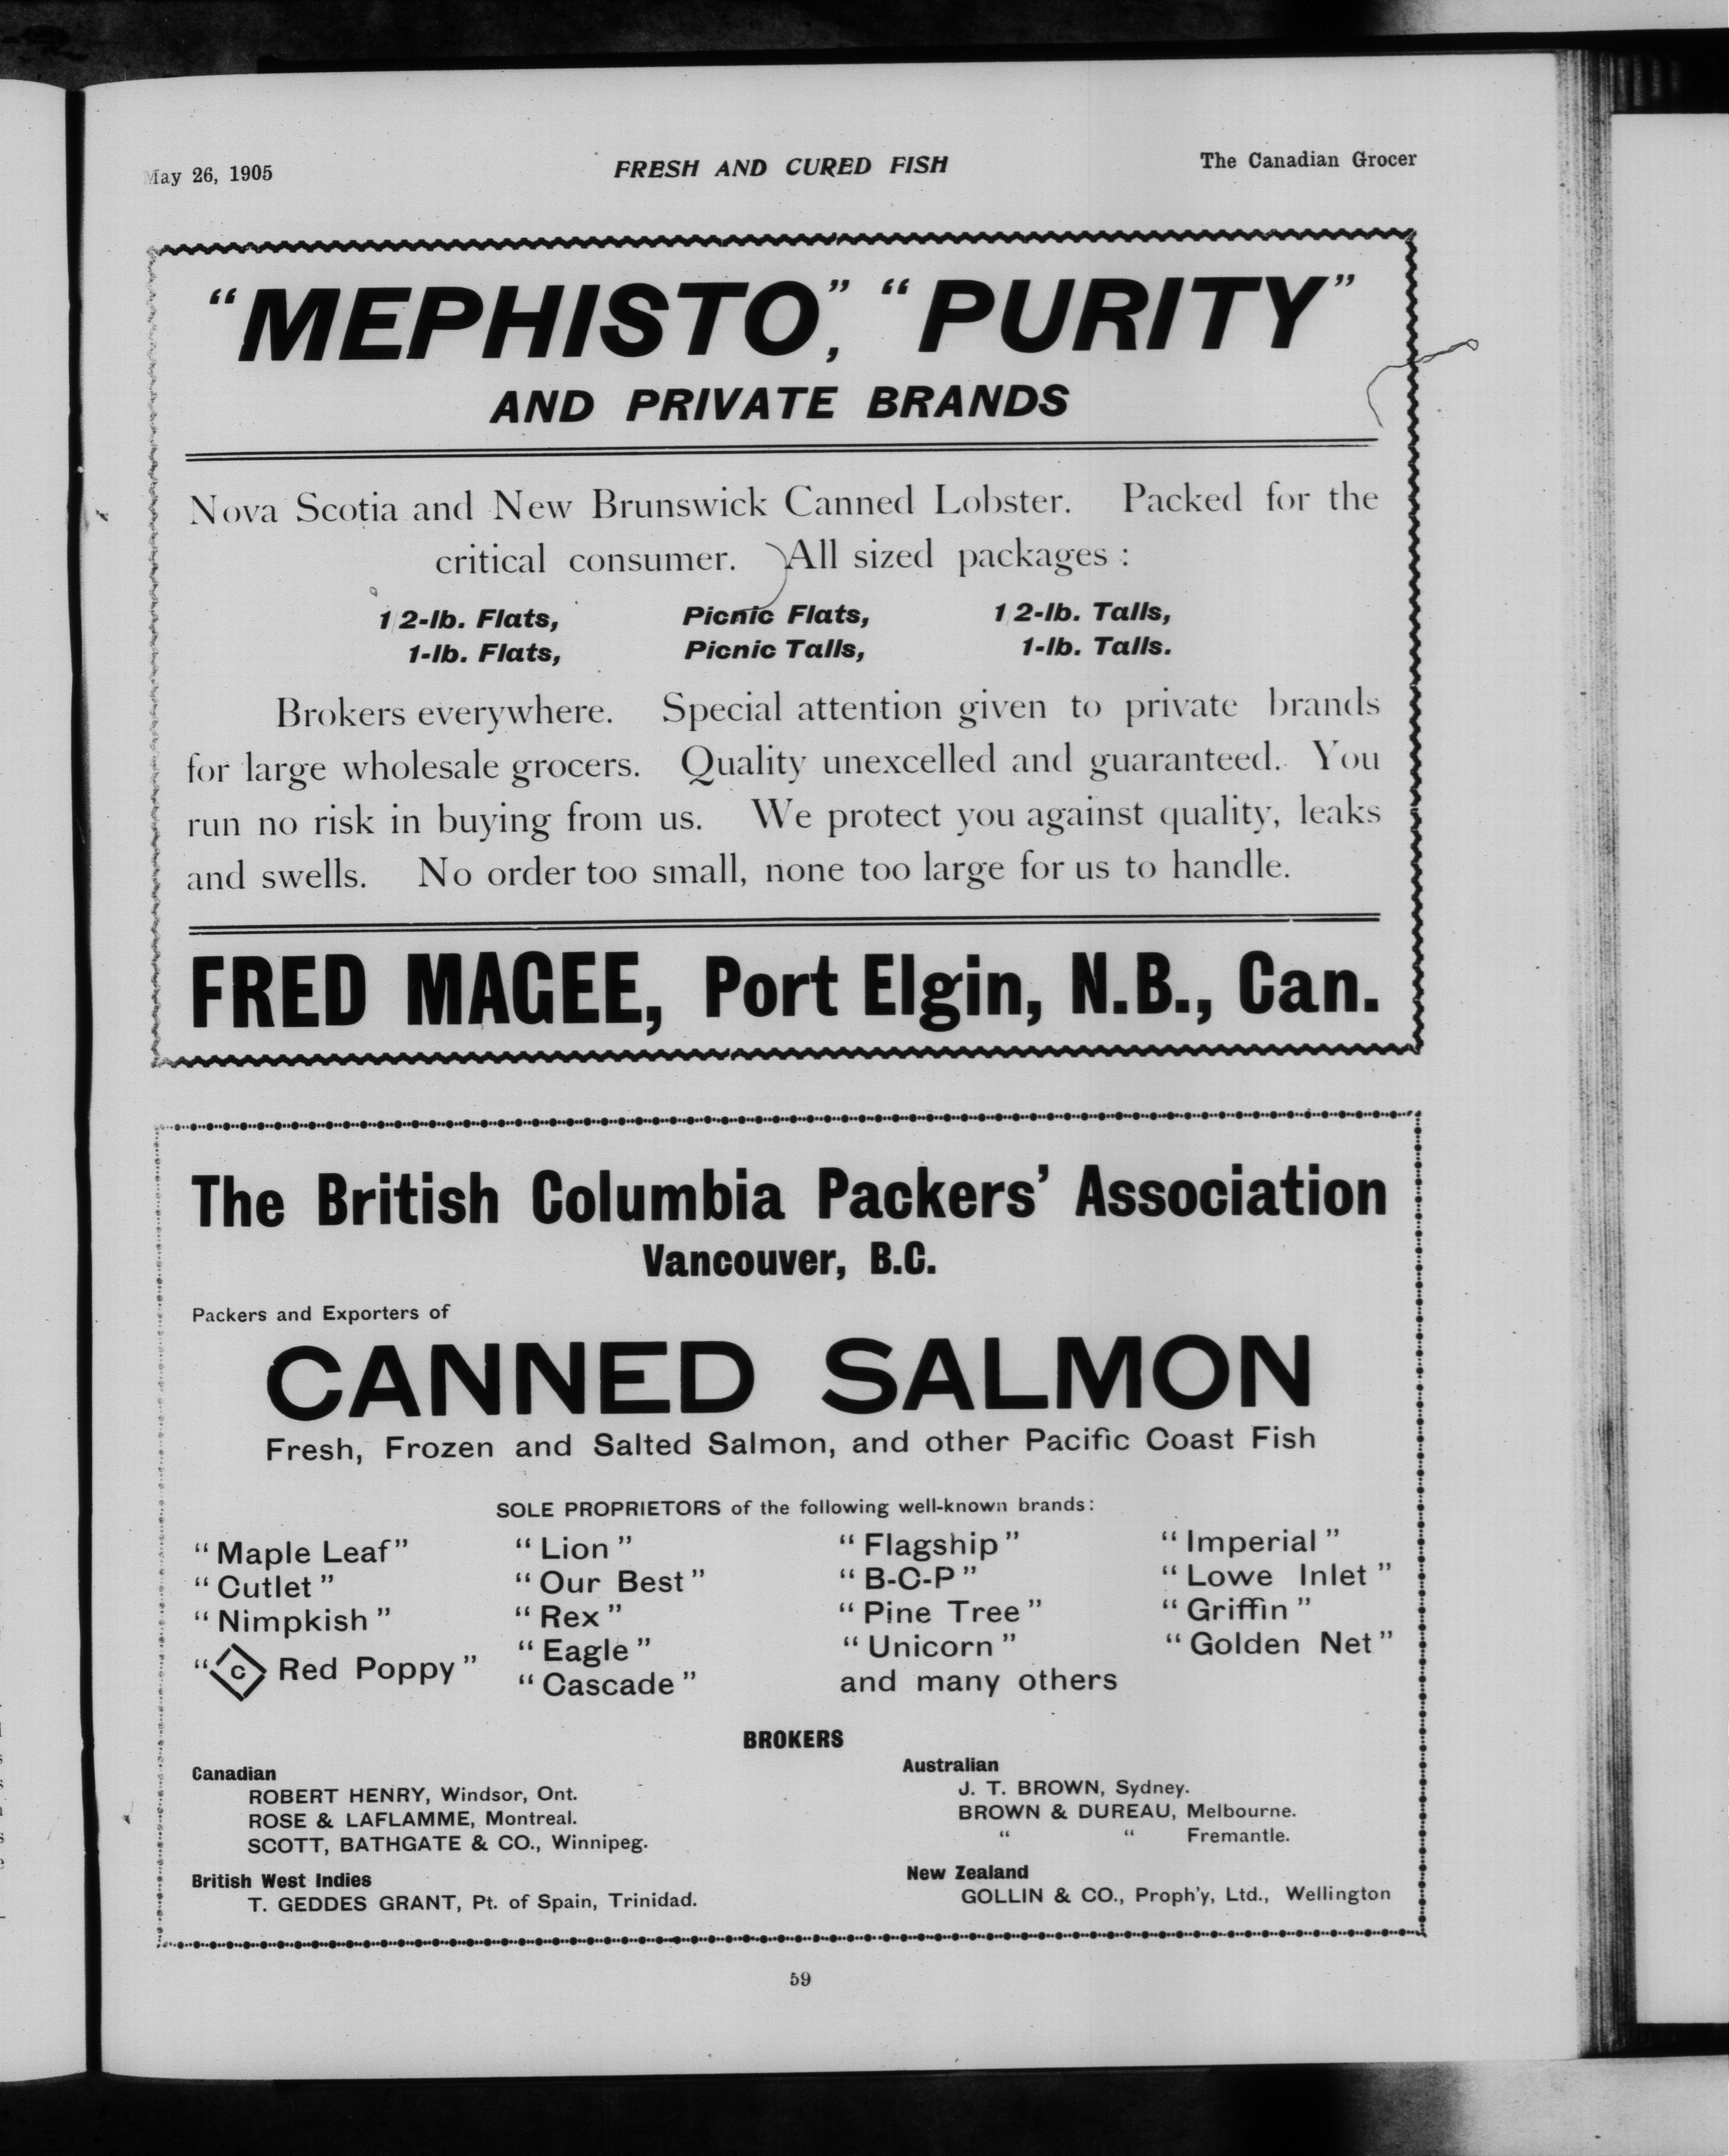 May 26, 1905 FRESH AND CURED FISH The Canadian Grocer
"MEPHISTO," "PURITY"
AND PRIVATE BRANDS
Nova Scotia and New Brunswick Canned Lobster. Packed for the
critical consumer. All sized packages :
1/2-lb. Flats, Picnic Flats, 1/2-lb. Talls,
1-lb. Flats, Picnic Talls, 1-lb. Talls.
Brokers everywhere. Special attention given to private brands
for large wholesale grocers. Quality unexcelled and guaranteed. You
run no risk in buying from us. We protect you against quality, leaks
and swells. No order too small, none too large for us to handle.
FRED MAGEE, Port Elgin, N.B., Can.
The British Columbia Packers' Association
Vancouver, B.C.
Packers and Exporters of
CANNED SALMON
Fresh, Frozen and Salted Salmon, and other Pacific Coast Fish
SOLE PROPRIETORS of the following well-known brands:
"Maple Leaf" "Lion" "Flagship" "Imperial"
"Cutlet" "Our Best" "B-C-P" "Lowe Inlet"
"Nimpkish" "Rex" "Pine Tree" "Griffin"
"Eagle" "Unicorn" "Golden Net"
"C Red Poppy" "Cascade" and many others
BROKERS
Canadian
ROBERT HENRY, Windsor, Ont.
ROSE & LAFLAMME, Montreal.
SCOTT, BATHGATE & CO., Winnipeg.
British West Indies
T. GEDDES GRANT, Pt. of Spain, Trinidad.
Australian
J. T. BROWN, Sydney.
BROWN & DUREAU, Melbourne.
" " Fremantle.
New Zealand
GOLLIN & CO., Proph'y, Ltd., Wellington
59